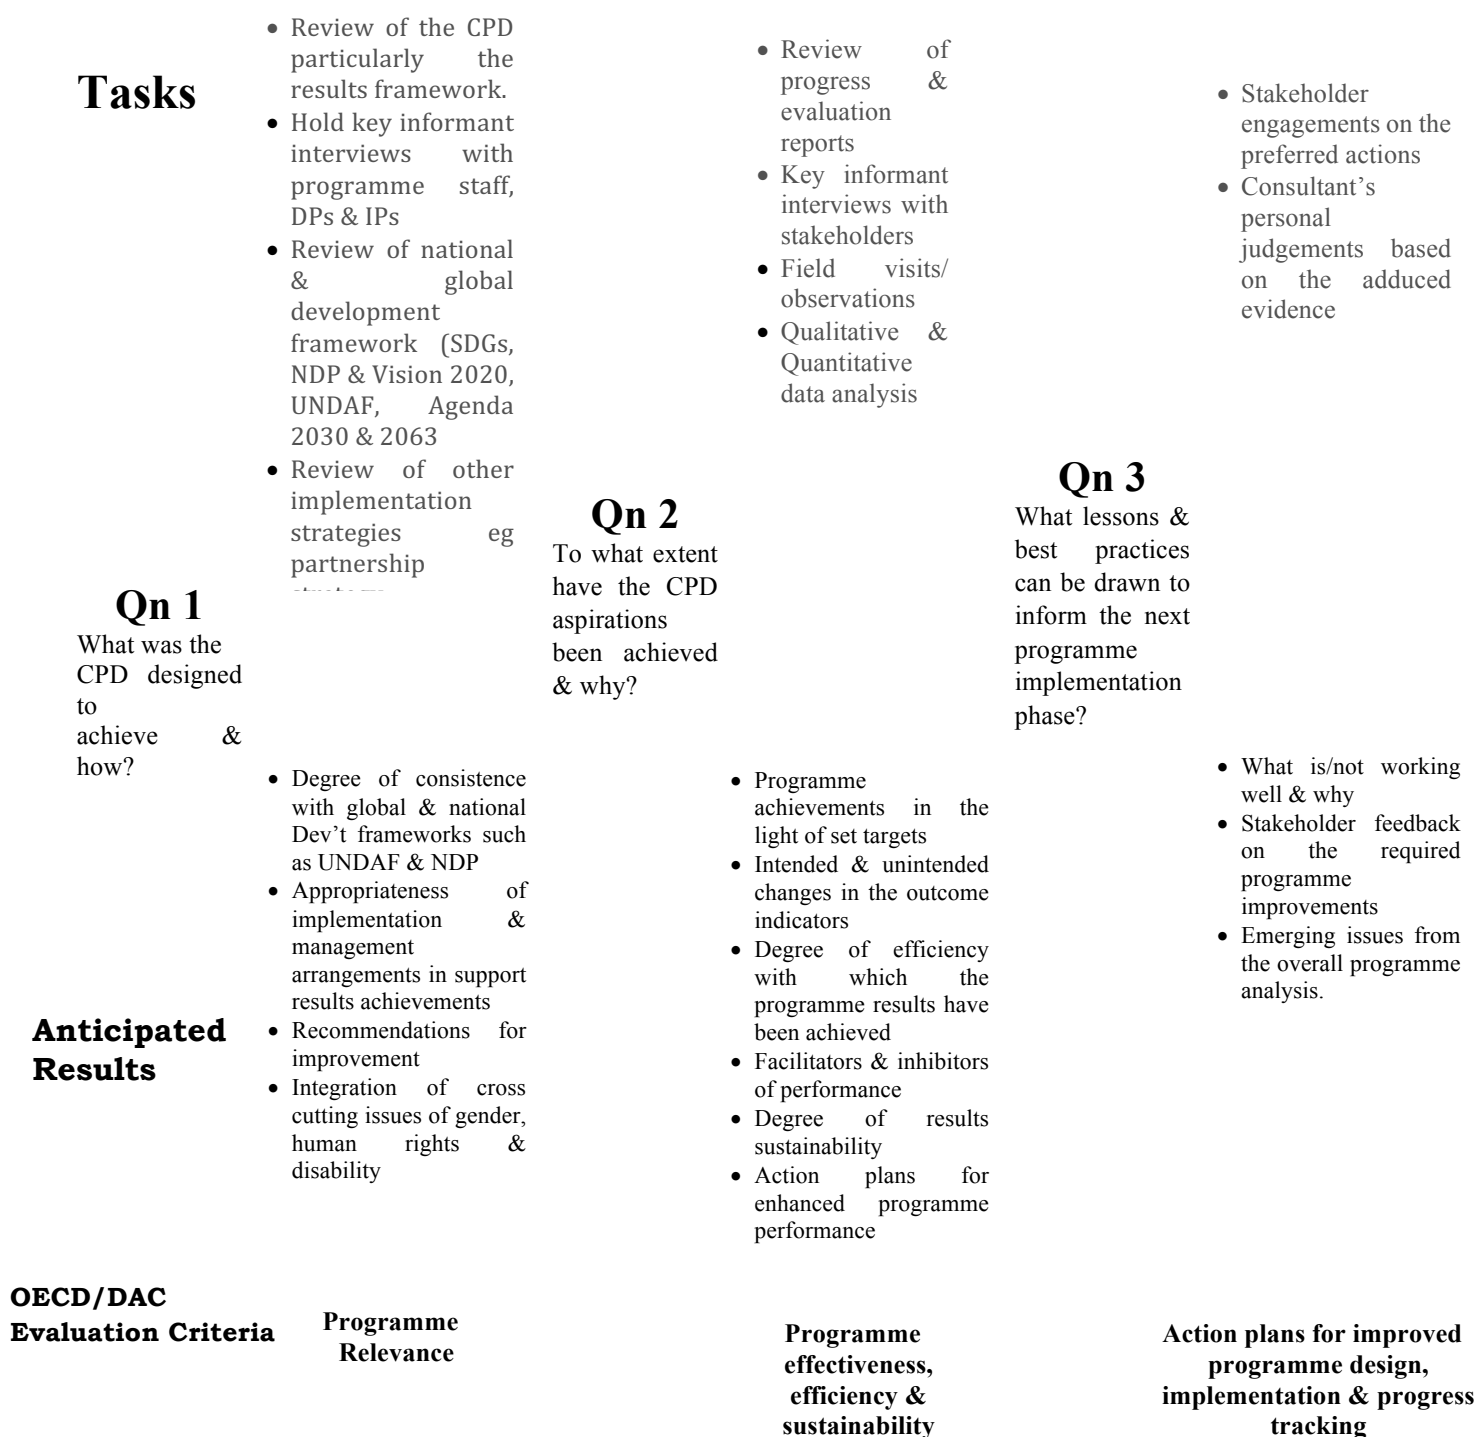 Tasks
• Review of the CPD
particularly the
results framework.
• Hold key informant
interviews with
programme staff,
DPs & IPs
• Review of national
& global
development
framework (SDGs,
NDP & Vision 2020,
UNDAF, Agenda
2030 & 2063
• Review of other
implementation
strategies eg
partnership
• Review of
progress &
evaluation
reports
• Key informant
interviews with
stakeholders
• Field visits/
observations
• Qualitative &
Quantitative
data analysis
• Stakeholder
engagements on the
preferred actions
• Consultant’s
personal
judgements based
on the adduced
evidence
Qn 1
What was the
CPD designed
to
achieve &
how?
Qn 2
To what extent
have the CPD
aspirations
been achieved
& why?
Qn 3
What lessons &
best practices
can be drawn to
inform the next
programme
implementation
phase?
Anticipated
Results
• Degree of consistence
with global & national
Dev’t frameworks such
as UNDAF & NDP
• Appropriateness of
implementation &
management
arrangements in support
results achievements
• Recommendations for
improvement
• Integration of cross
cutting issues of gender,
human rights &
disability
• Programme
achievements in the
light of set targets
• Intended & unintended
changes in the outcome
indicators
• Degree of efficiency
with which the
programme results have
been achieved
• Facilitators & inhibitors
of performance
• Degree of results
sustainability
• Action plans for
enhanced programme
performance
• What is/not working
well & why
• Stakeholder feedback
on the required
programme
improvements
• Emerging issues from
the overall programme
analysis.
OECD/DAC
Evaluation Criteria
Programme
Relevance
Programme
effectiveness,
efficiency &
sustainability
Action plans for improved
programme design,
implementation & progress
tracking